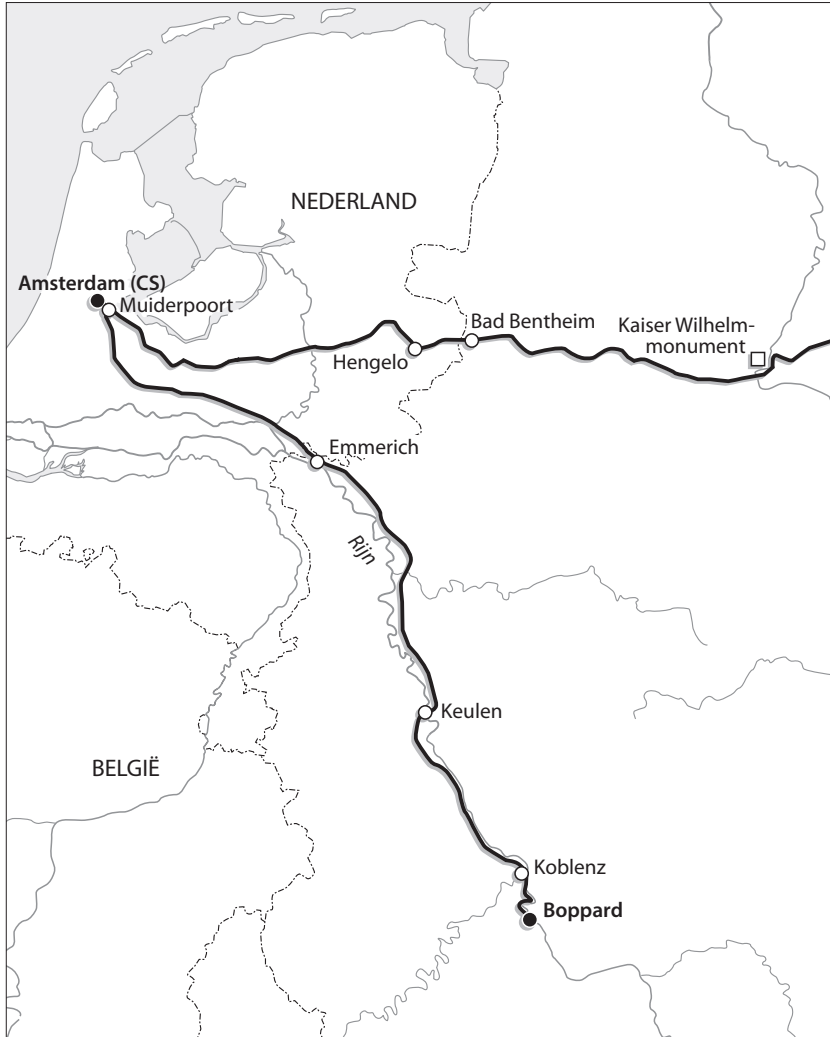 NEDERLAND
Amsterdam (CS)
Muiderpoort
Bad Bentheim
Kaiser Wilhelm-
monument
Hengelo
Emmerich
Rijn
Keulen
BELGIË
Koblenz
Boppard